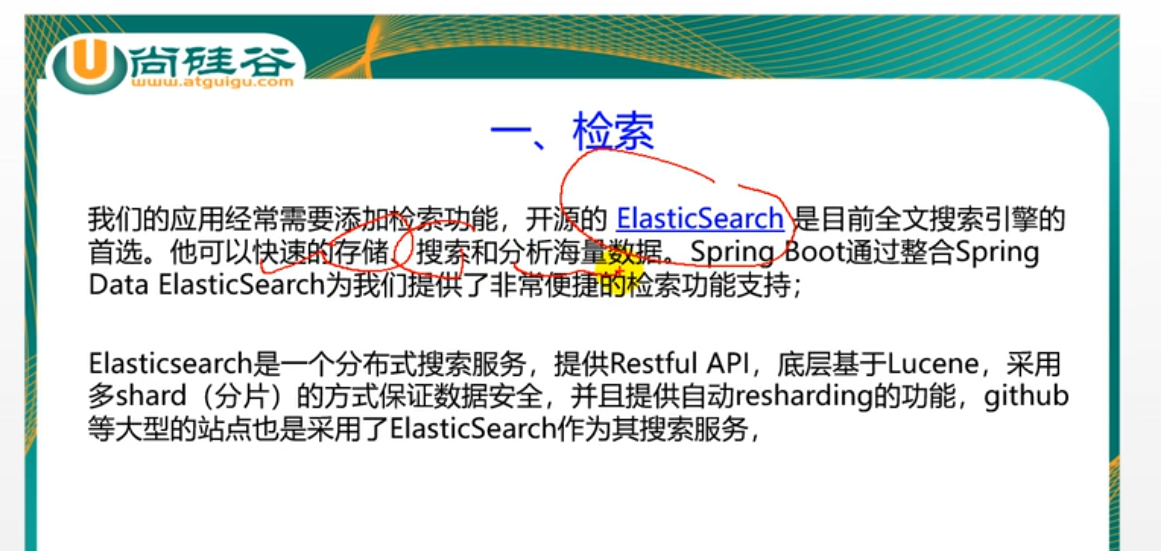 尚硅谷
www.atguigu.com
一、检索
我们的应用经常需要添加检索功能，开源的 ElasticSearch 是目前全文搜索引擎的
首选。他可以快速的存储、搜索和分析海量数据。Spring Boot通过整合Spring
Data ElasticSearch为我们提供了非常便捷的检索功能支持；
Elasticsearch是一个分布式搜索服务，提供Restful API，底层基于Lucene，采用
多shard（分片）的方式保证数据安全，并且提供自动resharding的功能，github
等大型的站点也是采用了ElasticSearch作为其搜索服务，